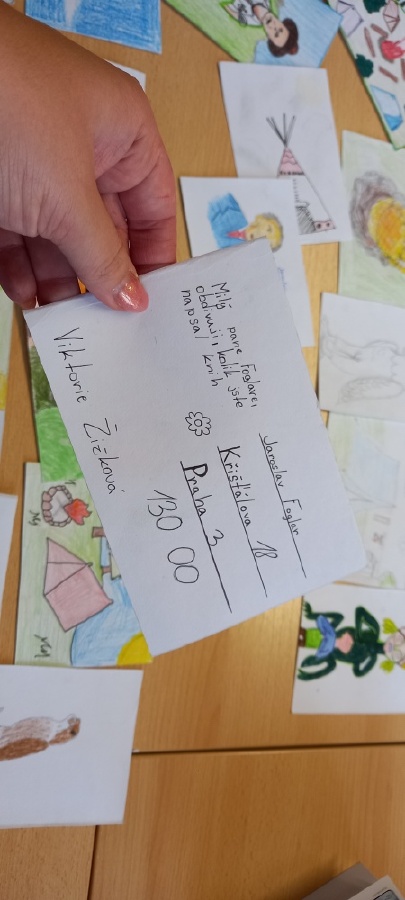 Milý pane Foglare,
obdivuji, kolik jste
napsal knih
Viktorie Žižková
Jaroslav Foglar
Křišťálova 18
Praha 3
130 00